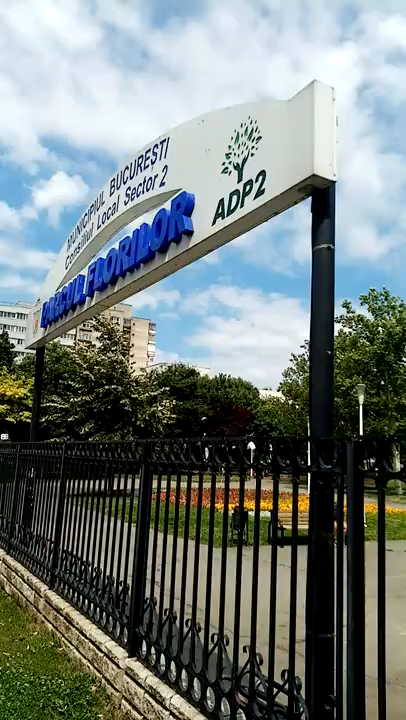 MUNICIPIUL BUCUREȘTI
Consiliul Local Sector 2
PARCUL FLORILOR
ADP2